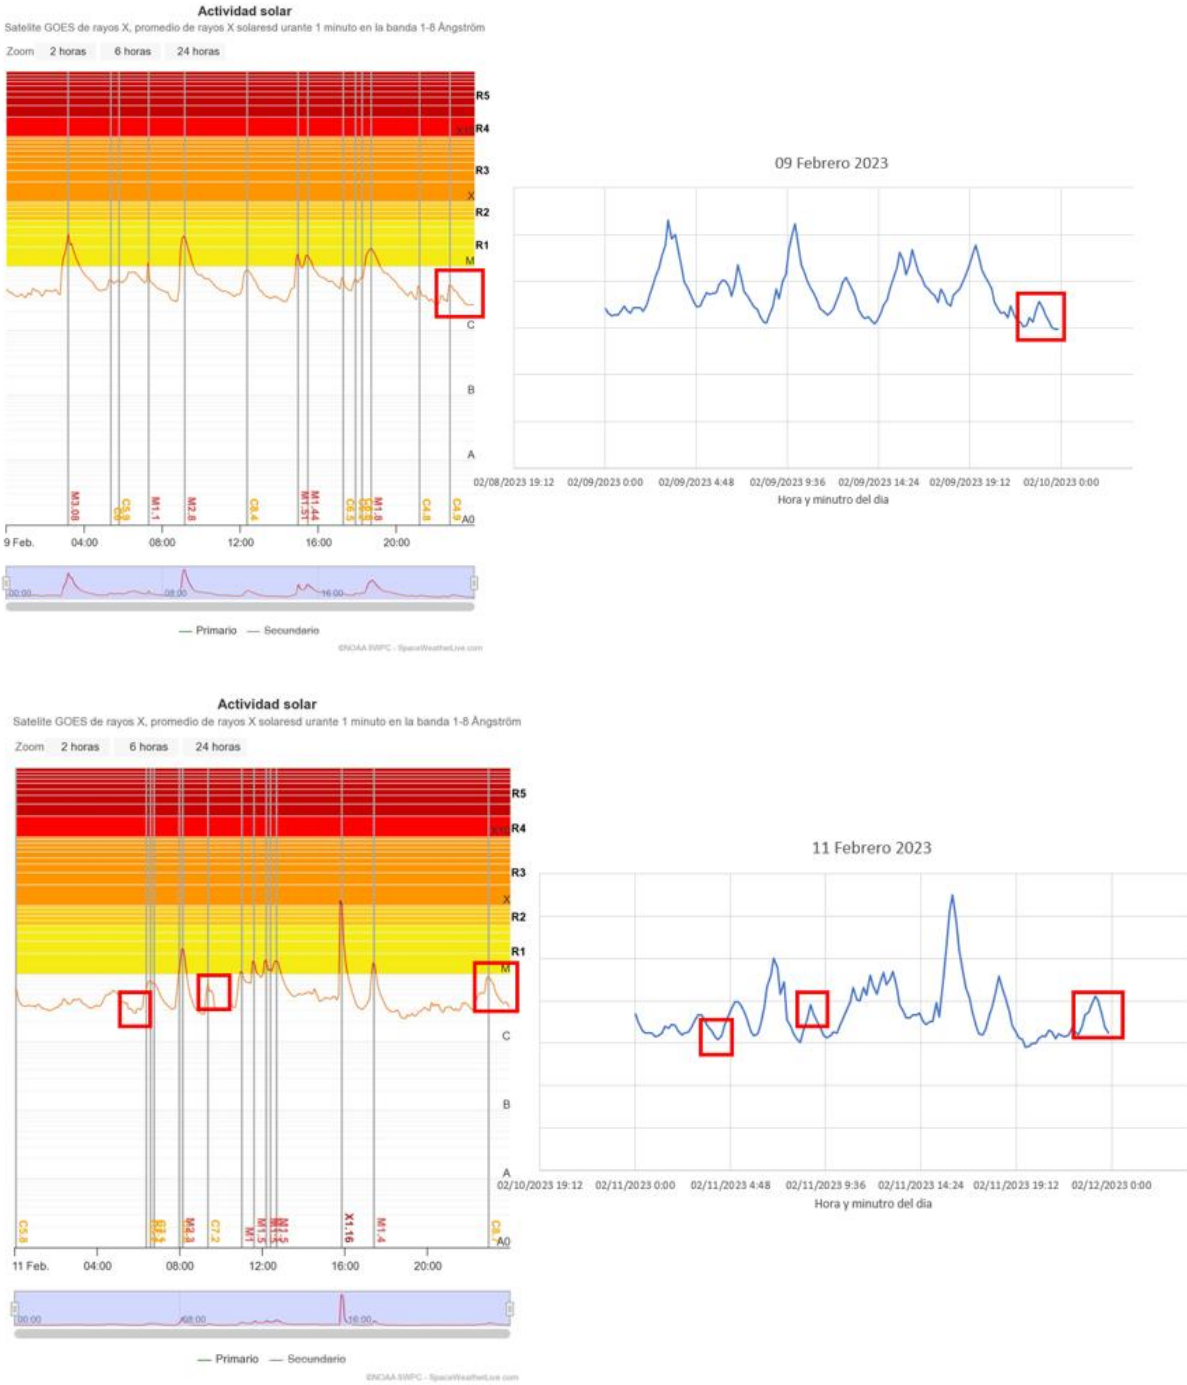 Actividad solar
Satelite GOES de rayos X, promedio de rayos X solaresd urante 1 minuto en la banda 1-8 Ångström
Zoom 2 horas 6 horas 24 horas
R5
R4
R3
X
R2
R1
M
C
B
A
A0
M3.08
C5.9
M1.1
M2.8
C8.4
M1.51
M1.44
C6.5
M1.8
C4.8
C4.9
9 Feb. 04:00 08:00 12:00 16:00 20:00
00:00 08:00 16:00
Primario Secundario
©NOAA SWPC - SpaceWeatherLive.com
09 Febrero 2023
02/08/2023 19:12 02/09/2023 0:00 02/09/2023 4:48 02/09/2023 9:36 02/09/2023 14:24 02/09/2023 19:12 02/10/2023 0:00
Hora y minutro del dia
Actividad solar
Satelite GOES de rayos X, promedio de rayos X solaresd urante 1 minuto en la banda 1-8 Ångström
Zoom 2 horas 6 horas 24 horas
R5
R4
R3
X
R2
R1
M
C
B
A
A0
C5.8
M2.3
C7.2
M1
M1.5
M1.5
X1.16
M1.4
11 Feb. 04:00 08:00 12:00 16:00 20:00
00:00 08:00 16:00
Primario Secundario
©NOAA SWPC - SpaceWeatherLive.com
11 Febrero 2023
02/10/2023 19:12 02/11/2023 0:00 02/11/2023 4:48 02/11/2023 9:36 02/11/2023 14:24 02/11/2023 19:12 02/12/2023 0:00
Hora y minutro del dia